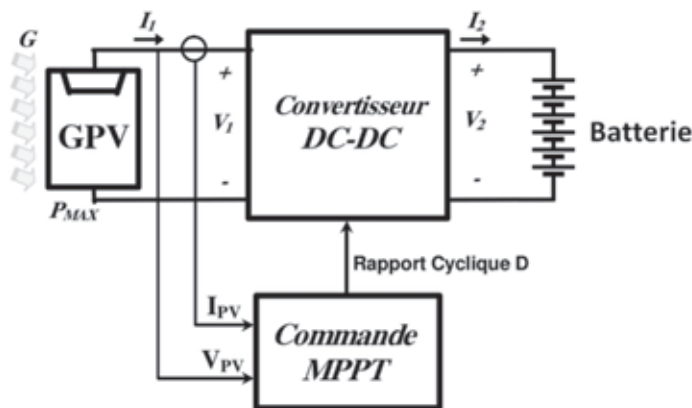 G
I1
I2
+
+
GPV
V1
Convertisseur
DC-DC
V2
Batterie
-
-
PMAX
Rapport Cyclique D
IPV
Commande
MPPT
VPV